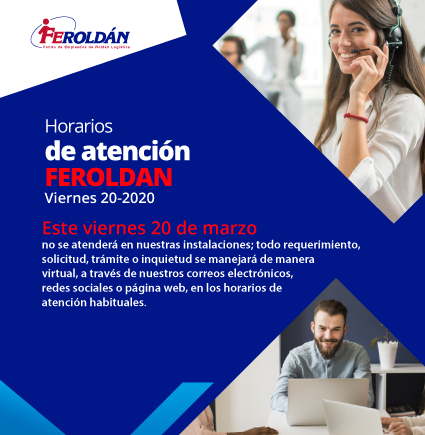 FEROLDÁN
Fondo de Empleados de Roldán Logística
Horarios
de atención
FEROLDAN
Viernes 20-2020
Este viernes 20 de marzo
no se atenderá en nuestras instalaciones; todo requerimiento,
solicitud, trámite o inquietud se manejará de manera
virtual, a través de nuestros correos electrónicos,
redes sociales o página web, en los horarios de
atención habituales.